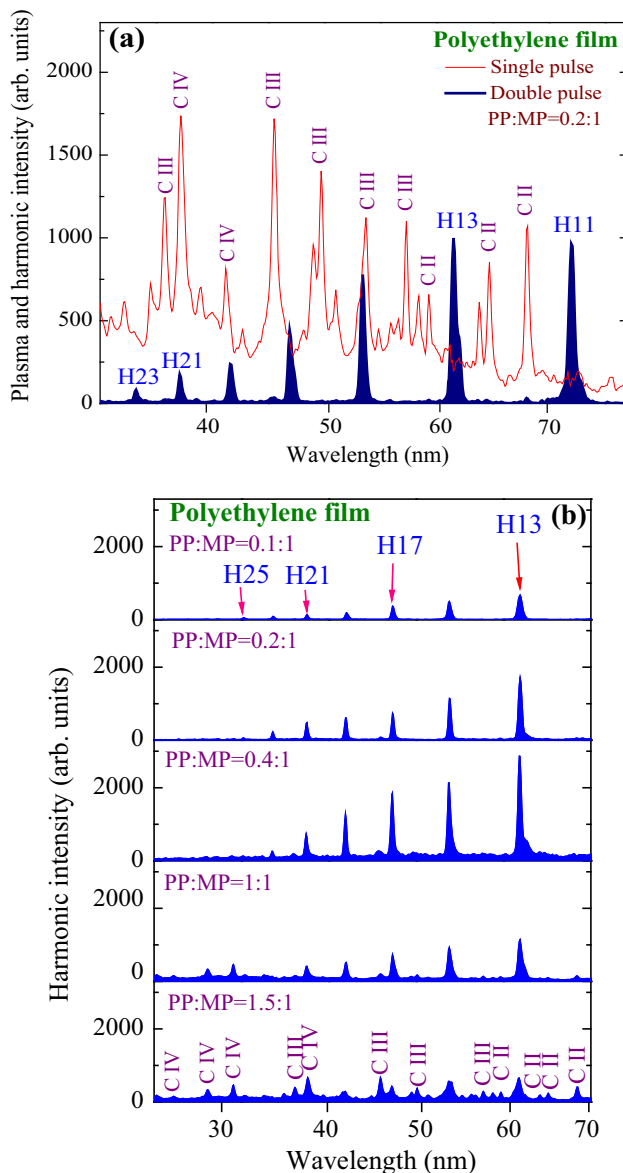 (a)
Polyethylene film
Single pulse
Double pulse
PP:MP=0.2:1
C III
C IV
C IV
C III
C III
C III
C III
C II
C II
C II
H23
H21
H13
H11
2000
1500
1000
500
0
Plasma and harmonic intensity (arb. units)
40
50
60
70
Wavelength (nm)
Polyethylene film
(b)
PP:MP=0.1:1
H25
H21
H17
H13
2000
0
PP:MP=0.2:1
2000
0
PP:MP=0.4:1
2000
0
PP:MP=1:1
2000
0
PP:MP=1.5:1
2000
0
C IV
C IV
C IV
C III
C IV
C III
C III
C III
C II
C II
C II
C II
Harmonic intensity (arb. units)
30
40
50
60
70
Wavelength (nm)